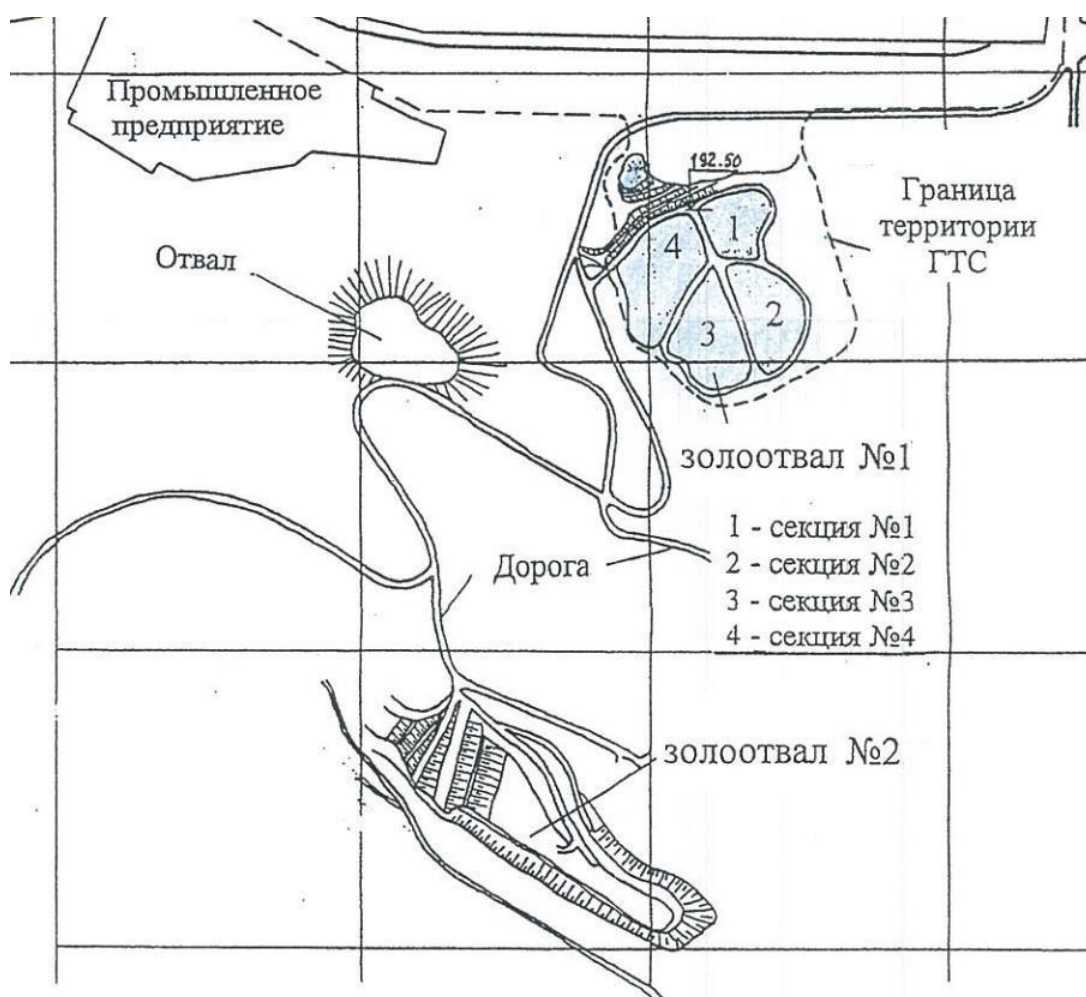 Промышленное
предприятие
192.50
Граница
территории
ГТС
Отвал
1
4
2
3
золоотвал №1
1 - секция №1
2 - секция №2
3 - секция №3
4 - секция №4
Дорога
золоотвал №2